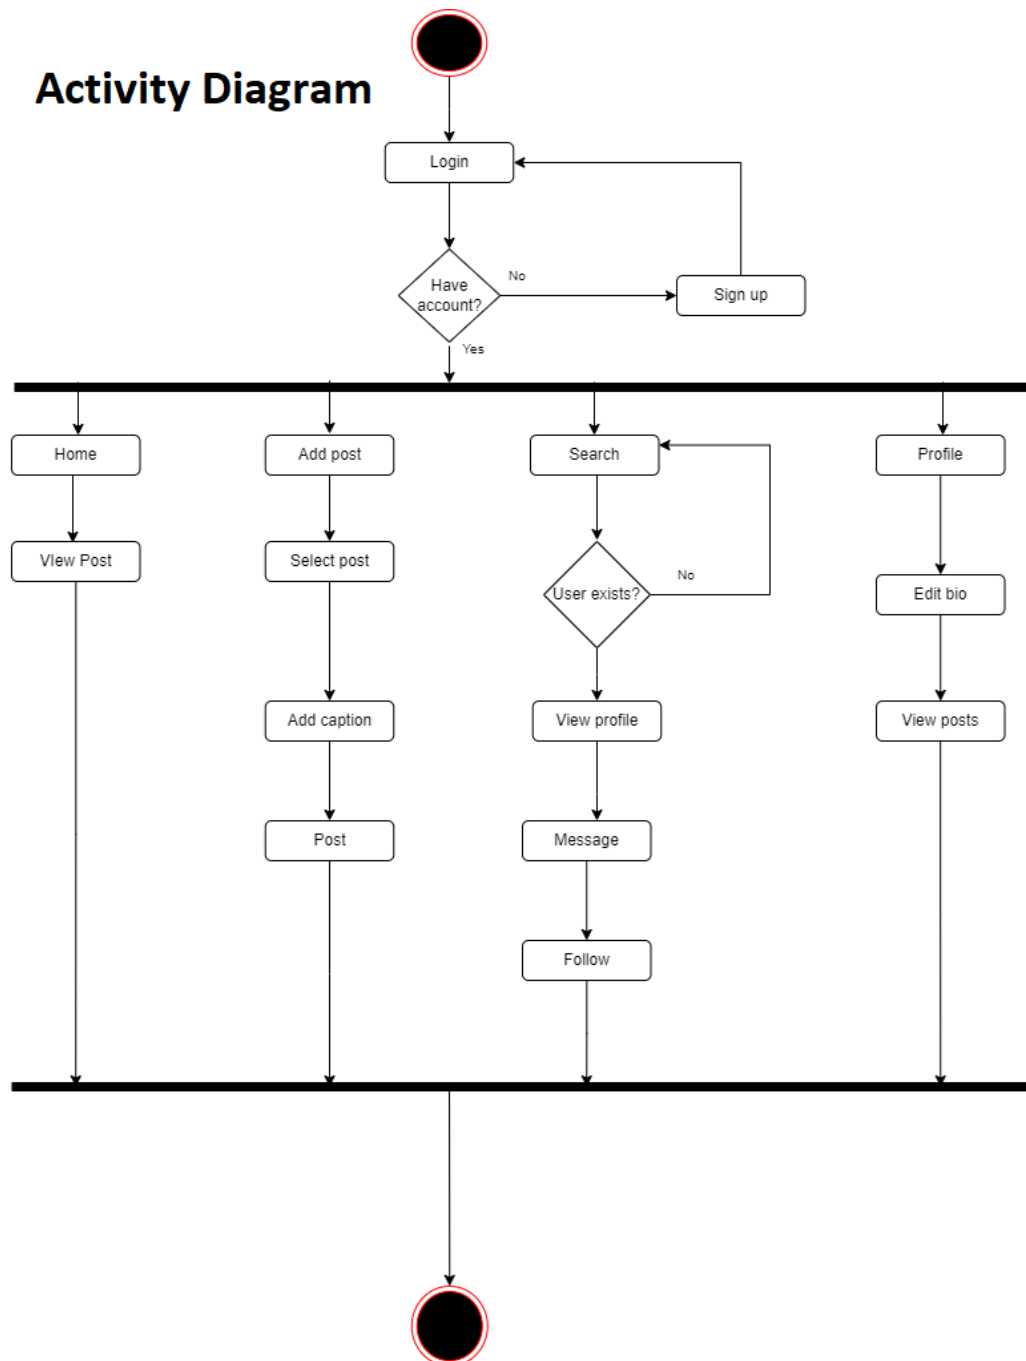 Activity Diagram
Login
Have
account?
No
Sign up
Yes
Home
Add post
Search
Profile
VIew Post
Select post
User exists?
No
Edit bio
Add caption
View profile
View posts
Post
Message
Follow